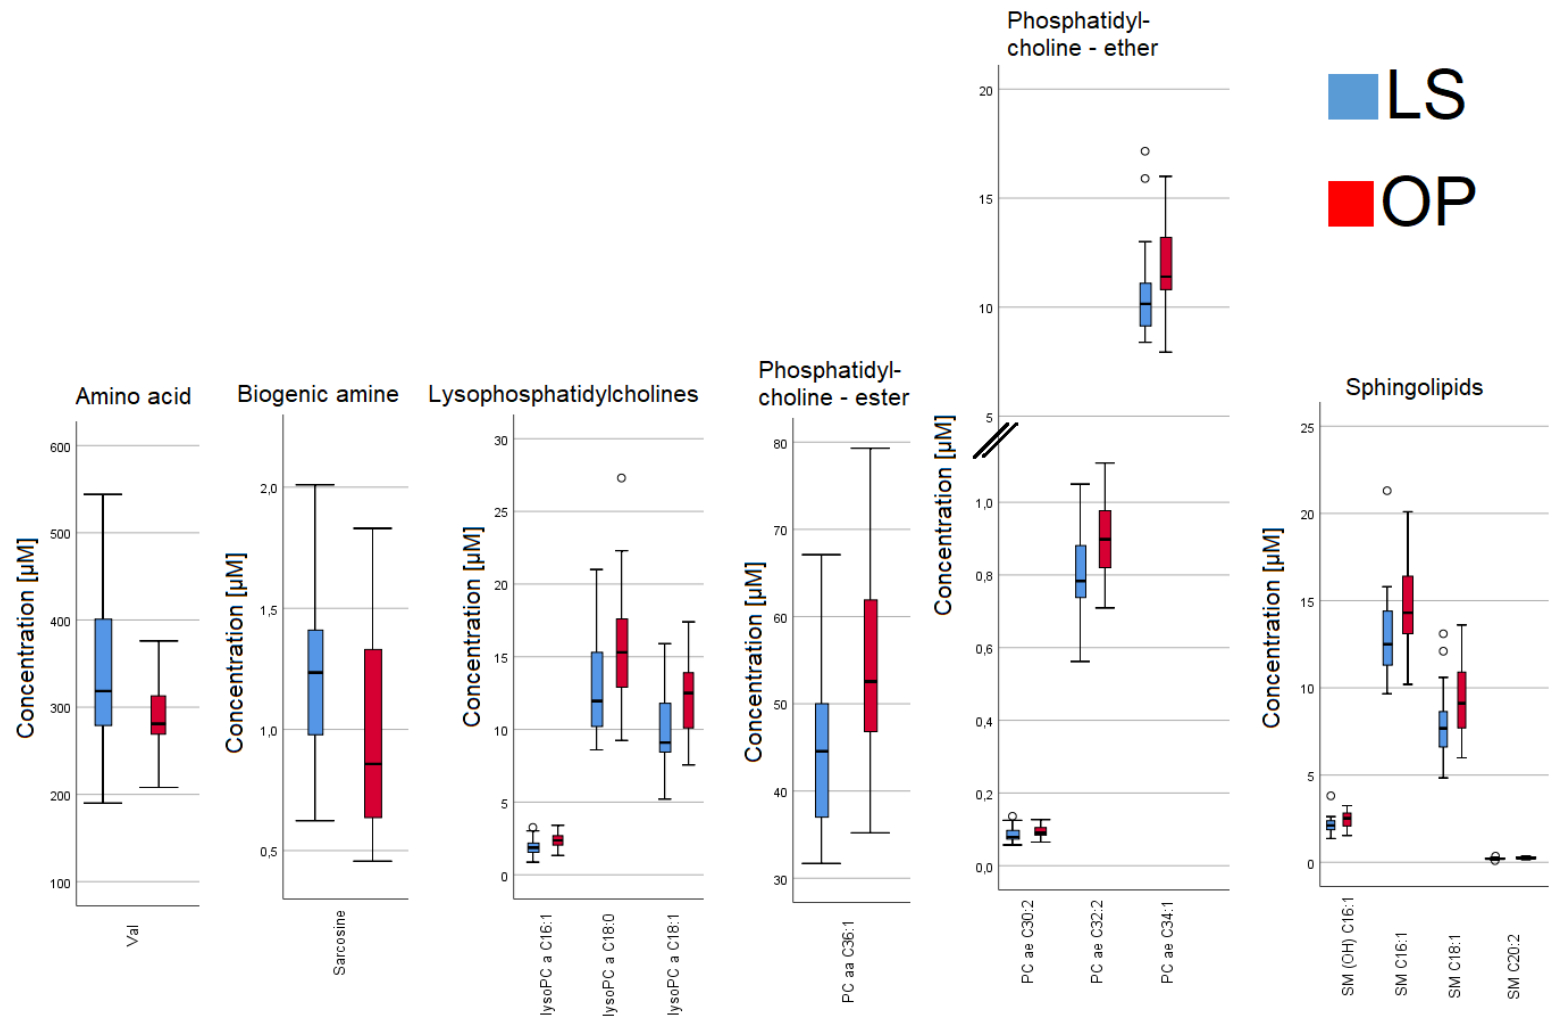 Phosphatidyl-
choline - ether
20
15
10
5
1,0
0,8
0,6
0,4
0,2
0,0
Concentration [µM]
PC ae C30:2
PC ae C32:2
PC ae C34:1
LS
OP
Amino acid
600
500
400
300
200
100
Concentration [µM]
Val
Biogenic amine
2,0
1,5
1,0
0,5
Concentration [µM]
Sarcosine
Lysophosphatidylcholines
30
25
20
15
10
5
0
Concentration [µM]
lysoPC a C16:1
lysoPC a C18:0
lysoPC a C18:1
Phosphatidyl-
choline - ester
80
70
60
50
40
30
Concentration [µM]
PC aa C36:1
Sphingolipids
25
20
15
10
5
0
Concentration [µM]
SM (OH) C16:1
SM C16:1
SM C18:1
SM C20:2